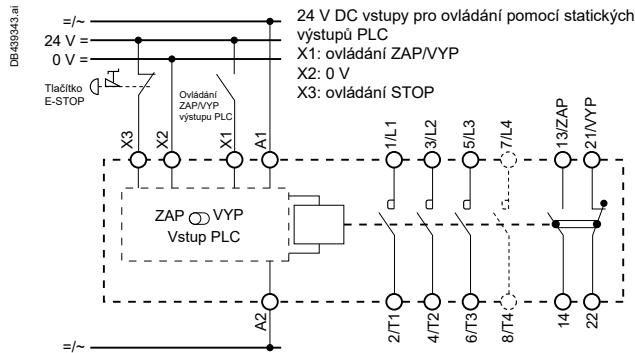 DB439343.ai
=/~
24 V =
0 V =
24 V DC vstupy pro ovládání pomocí statických
výstupů PLC
X1: ovládání ZAP/VYP
X2: 0 V
X3: ovládání STOP
Tlačítko
E-STOP
Ovládání
ZAP/VYP
výstupu PLC
X3
X2
X1
A1
1/L1
3/L2
5/L3
7/L4
13/ZAP
21/VYP
ZAP VYP
Vstup PLC
A2
2/T1
4/T2
6/T3
8/T4
14
22
=/~